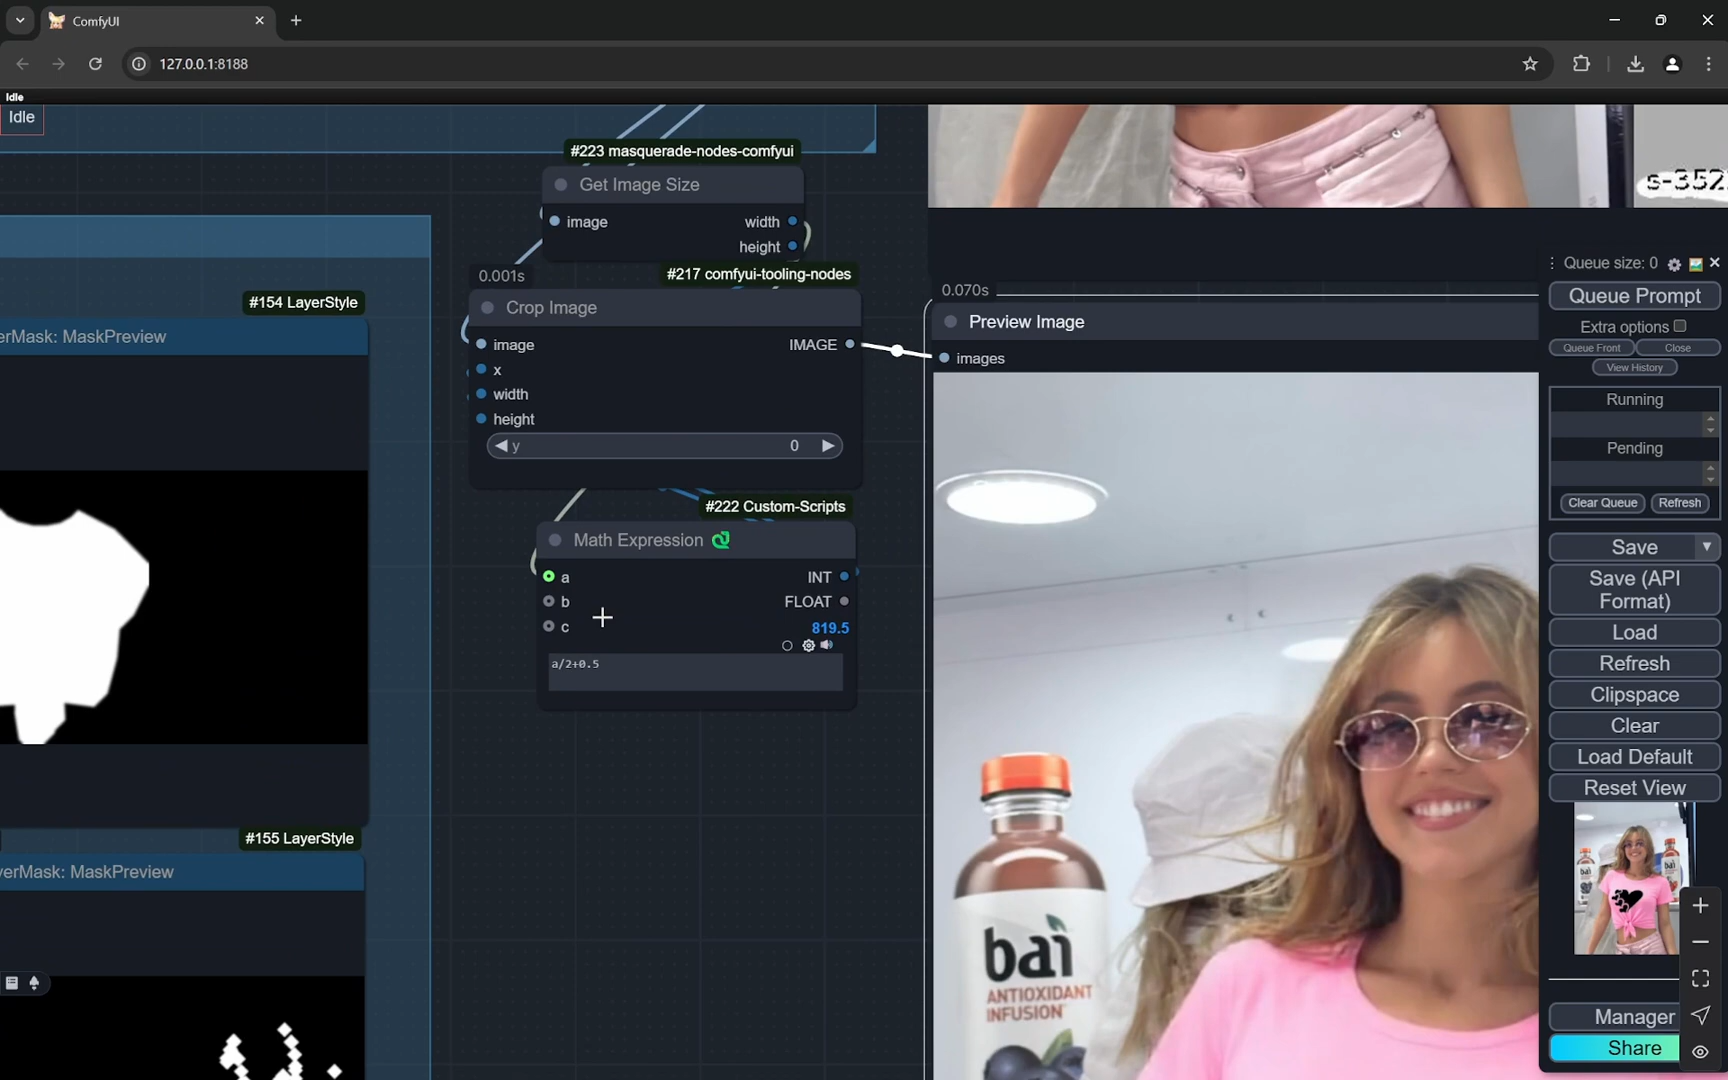 ComfyUI
127.0.0.1:8188
Idle
Idle
#223 masquerade-nodes-comfyui
Get Image Size
image
width
height
0.001s
#217 comfyui-tooling-nodes
Crop Image
image
IMAGE
x
width
height
y
0
#222 Custom-Scripts
Math Expression
a
INT
b
FLOAT
c
819.5
a/2+0.5
#154 LayerStyle
erMask: MaskPreview
#155 LayerStyle
erMask: MaskPreview
s-352
0.070s
Preview Image
images
bai
ANTIOXIDANT
INFUSION
Queue size: 0
Queue Prompt
Extra options
Queue Front
Close
View History
Running
Pending
Clear Queue
Refresh
Save
Save (API
Format)
Load
Refresh
Clipspace
Clear
Load Default
Reset View
bai
Manager
Share